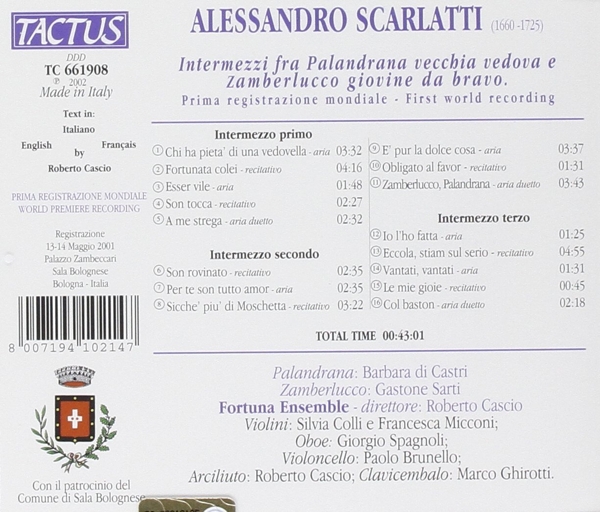 TACTUS
DDD
TC 661908
℗ 2002
Made in Italy
Text in:
Italiano
English Français
by
Roberto Cascio
PRIMA REGISTRAZIONE MONDIALE
WORLD PREMIERE RECORDING
Registrazione
13-14 Maggio 2001
Palazzo Zambeccari
Sala Bolognese
Bologna - Italia
8 007194 102147
Con il patrocinio del
Comune di Sala Bolognese
ALESSANDRO SCARLATTI (1660 -1725)
Intermezzi fra Palandrana vecchia vedova e
Zamberlucco giovine da bravo.
Prima registrazione mondiale - First world recording
Intermezzo primo
① Chi ha pieta' di una vedovella - aria 03:32
② Fortunata colei - recitativo 04:16
③ Esser vile - aria 01:48
④ Son tocca - recitativo 02:27
⑤ A me strega - aria duetto 02:32
Intermezzo secondo
⑥ Son rovinato - recitativo 02:35
⑦ Per te son tutto amor - aria 02:35
⑧ Sicche' piu' di Moschetta - recitativo 03:22
⑨ E' pur la dolce cosa - aria 03:37
⑩ Obligato al favor - recitativo 01:31
⑪ Zamberlucco, Palandrana - aria duetto 03:43
Intermezzo terzo
⑫ Io l'ho fatta - aria 01:25
⑬ Eccola, stiam sul serio - recitativo 04:55
⑭ Vantati, vantati - aria 01:31
⑮ Le mie gioie - recitativo 00:45
⑯ Col baston - aria duetto 02:18
TOTAL TIME 00:43:01
Palandrana: Barbara di Castri
Zamberlucco: Gastone Sarti
Fortuna Ensemble - direttore: Roberto Cascio
Violini: Silvia Colli e Francesca Micconi;
Oboe: Giorgio Spagnoli;
Violoncello: Paolo Brunello;
Arciliuto: Roberto Cascio; Clavicembalo: Marco Ghirotti.